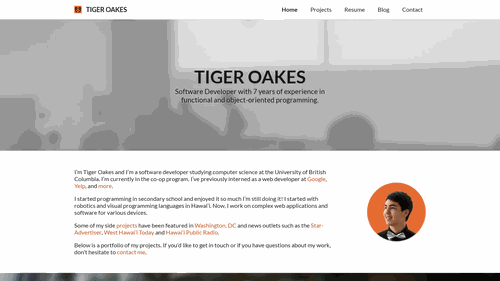 TIGER OAKES
Home Projects Resume Blog Contact
TIGER OAKES
Software Developer with 7 years of experience in
functional and object-oriented programming.
I'm Tiger Oakes and I'm a software developer studying computer science at the University of British
Columbia. I'm currently in the co-op program. I've previously interned as a web developer at Google,
Yelp, and more.
I started programming in secondary school and enjoyed it so much I'm still doing it! I started with
robotics and visual programming languages in Hawai'i. Now, I work on complex web applications and
software for various devices.
Some of my side projects have been featured in Washington, DC and news outlets such as the Star-
Advertiser, West Hawai'i Today and Hawai'i Public Radio.
Below is a portfolio of my projects. If you'd like to get in touch or if you have questions about my work,
don't hesitate to contact me.